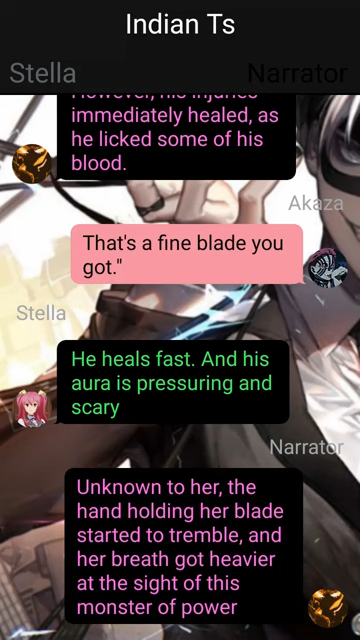 Indian Ts
Stella
Narrator
However, his injuries
immediately healed, as
he licked some of his
blood.
Akaza
That's a fine blade you
got."
Stella
He heals fast. And his
aura is pressuring and
scary
Narrator
Unknown to her, the
hand holding her blade
started to tremble, and
her breath got heavier
at the sight of this
monster of power